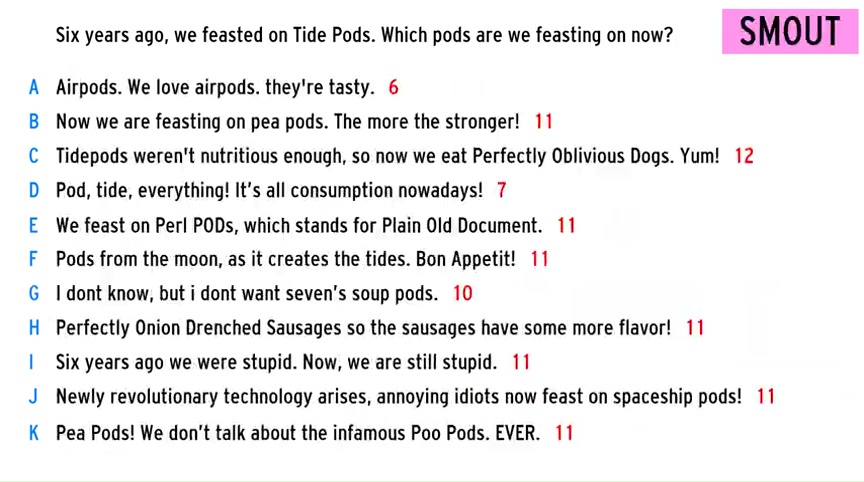 Six years ago, we feasted on Tide Pods. Which pods are we feasting on now?
SMOUT
A Airpods. We love airpods. they're tasty. 6
B Now we are feasting on pea pods. The more the stronger! 11
C Tidepods weren't nutritious enough, so now we eat Perfectly Oblivious Dogs. Yum! 12
D Pod, tide, everything! It's all consumption nowadays! 7
E We feast on Perl PODs, which stands for Plain Old Document. 11
F Pods from the moon, as it creates the tides. Bon Appetit! 11
G I dont know, but i dont want seven's soup pods. 10
H Perfectly Onion Drenched Sausages so the sausages have some more flavor! 11
I Six years ago we were stupid. Now, we are still stupid. 11
J Newly revolutionary technology arises, annoying idiots now feast on spaceship pods! 11
K Pea Pods! We don't talk about the infamous Poo Pods. EVER. 11